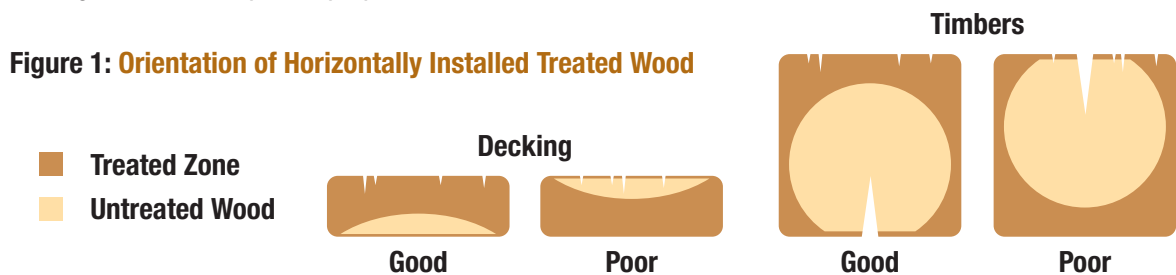 Timbers
Figure 1: Orientation of Horizontally Installed Treated Wood
Decking
Treated Zone
Untreated Wood
Good
Poor
Good
Poor